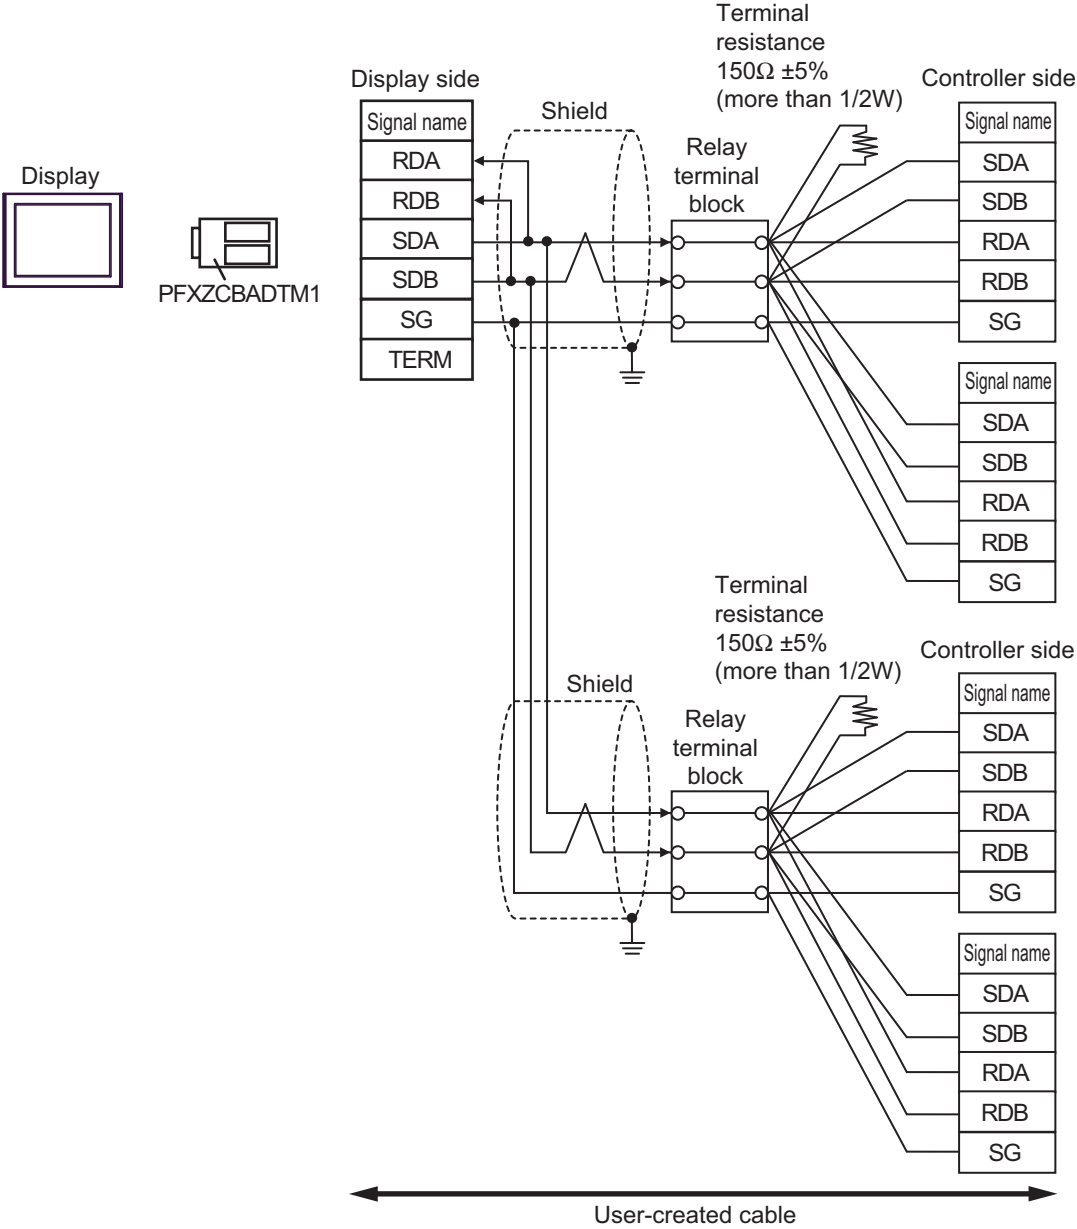 Display
PFXZCBADTM1
Display side
Signal name
RDA
RDB
SDA
SDB
SG
TERM
Shield
Relay
terminal
block
Terminal
resistance
150Ω ±5%
(more than 1/2W)
Controller side
Signal name
SDA
SDB
RDA
RDB
SG
Signal name
SDA
SDB
RDA
RDB
SG
Shield
Relay
terminal
block
Terminal
resistance
150Ω ±5%
(more than 1/2W)
Controller side
Signal name
SDA
SDB
RDA
RDB
SG
Signal name
SDA
SDB
RDA
RDB
SG
User-created cable